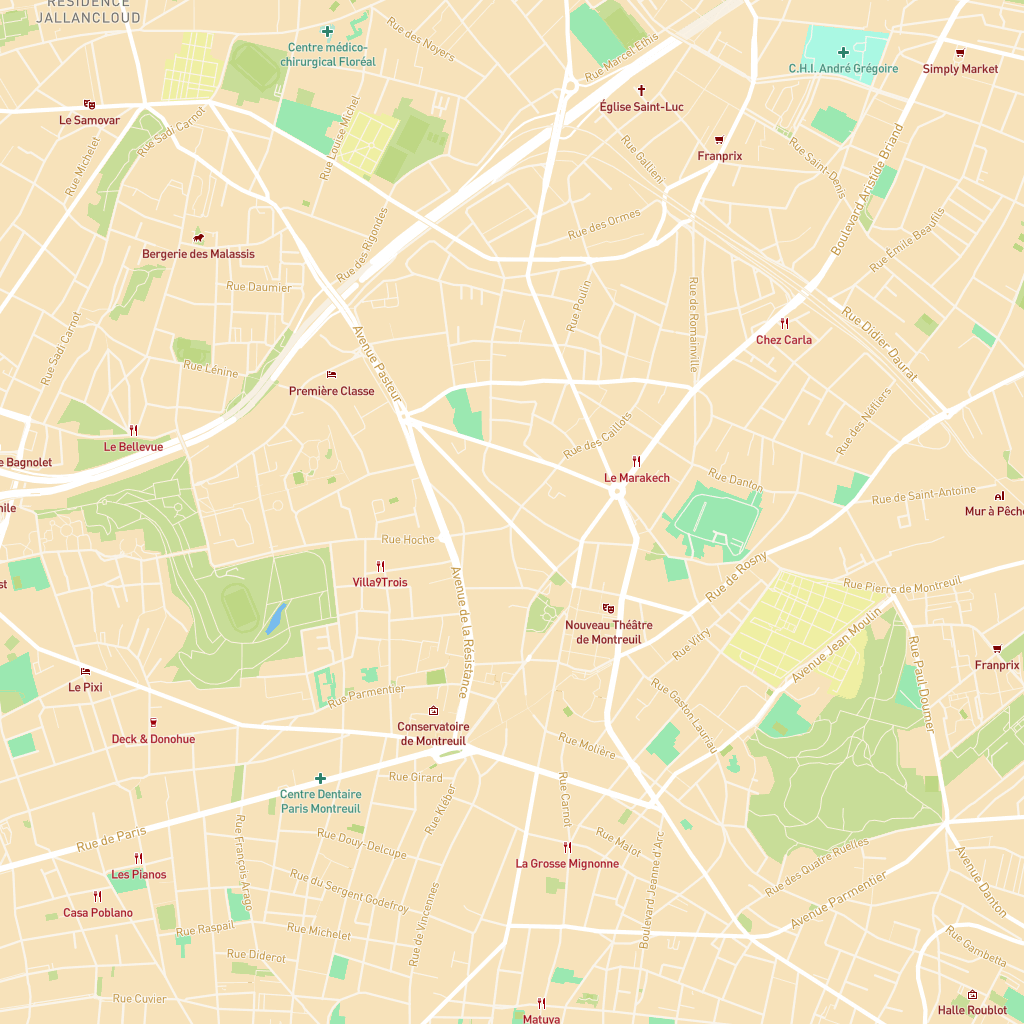 RÉSIDENCE
JALLANCLOUD
Rue des Noyers
Centre médico-
chirurgical Floréal
Rue Marcel Ethis
C.H.I. André Grégoire
Simply Market
Le Samovar
Rue Sadi Carnot
Rue Louise Michel
Église Saint-Luc
Franprix
Rue Michelet
Rue Gallieni
Rue Saint-Denis
Boulevard Aristide Briand
Rue des Ormes
Rue Émile Beaufils
Bergerie des Malassis
Rue des Rigondes
Rue Daumier
Rue Poulin
Rue de Romainville
Rue Sadi Carnot
Avenue Pasteur
Chez Carla
Rue Didier Daurat
Rue Lénine
Première Classe
Rue des Caillots
Rue des Néfliers
Le Bellevue
e Bagnolet
Le Marakech
Rue Danton
Rue de Saint-Antoine
Mur à Pêche
mile
Rue Hoche
Villa9Trois
st
Avenue de la Résistance
Rue de Rosny
Rue Pierre de Montreuil
Nouveau Théâtre
de Montreuil
Rue Vitry
Avenue Jean Moulin
Rue Paul Doumer
Franprix
Le Pixi
Rue Parmentier
Rue Gaston Lauriau
Deck & Donohue
Conservatoire
de Montreuil
Rue Molière
Rue Girard
Centre Dentaire
Paris Montreuil
Rue Kléber
Rue Carnot
Rue de Paris
Rue François Arago
Rue Douy-Delcupe
Rue Malot
Boulevard Jeanne d'Arc
La Grosse Mignonne
Rue des Quatre Ruelles
Avenue Parmentier
Avenue Danton
Les Pianos
Casa Poblano
Rue du Sergent Godefroy
Rue de Vincennes
Rue Raspail
Rue Michelet
Rue Gambetta
Rue Diderot
Rue Cuvier
Matuva
Halle Roublot